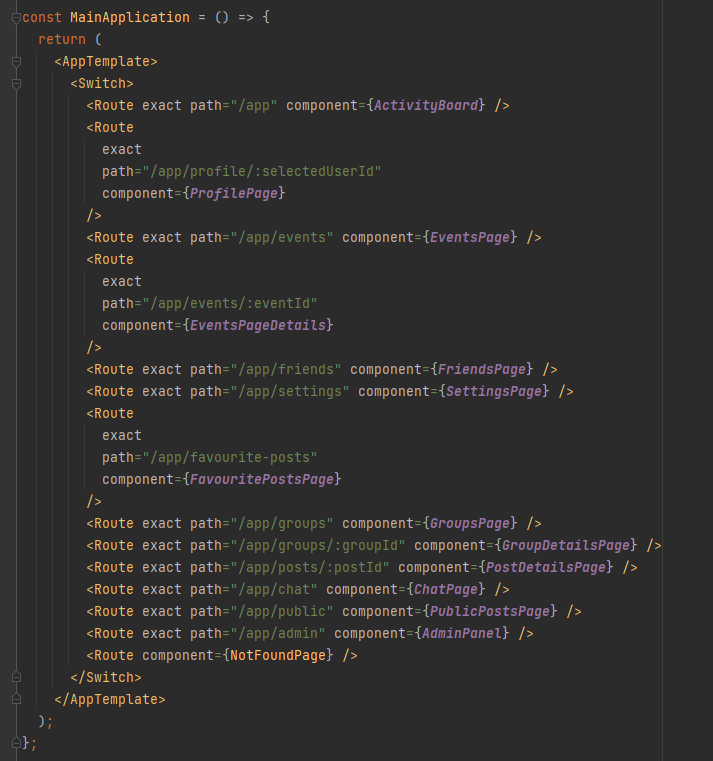 const MainApplication = () => {
  return (
    <AppTemplate>
      <Switch>
        <Route exact path="/app" component={ActivityBoard} />
        <Route
          exact
          path="/app/profile/:selectedUserId"
          component={ProfilePage}
        />
        <Route exact path="/app/events" component={EventsPage} />
        <Route
          exact
          path="/app/events/:eventId"
          component={EventsPageDetails}
        />
        <Route exact path="/app/friends" component={FriendsPage} />
        <Route exact path="/app/settings" component={SettingsPage} />
        <Route
          exact
          path="/app/favourite-posts"
          component={FavouritePostsPage}
        />
        <Route exact path="/app/groups" component={GroupsPage} />
        <Route exact path="/app/groups/:groupId" component={GroupDetailsPage} />
        <Route exact path="/app/posts/:postId" component={PostDetailsPage} />
        <Route exact path="/app/chat" component={ChatPage} />
        <Route exact path="/app/public" component={PublicPostsPage} />
        <Route exact path="/app/admin" component={AdminPanel} />
        <Route component={NotFoundPage} />
      </Switch>
    </AppTemplate>
  );
};